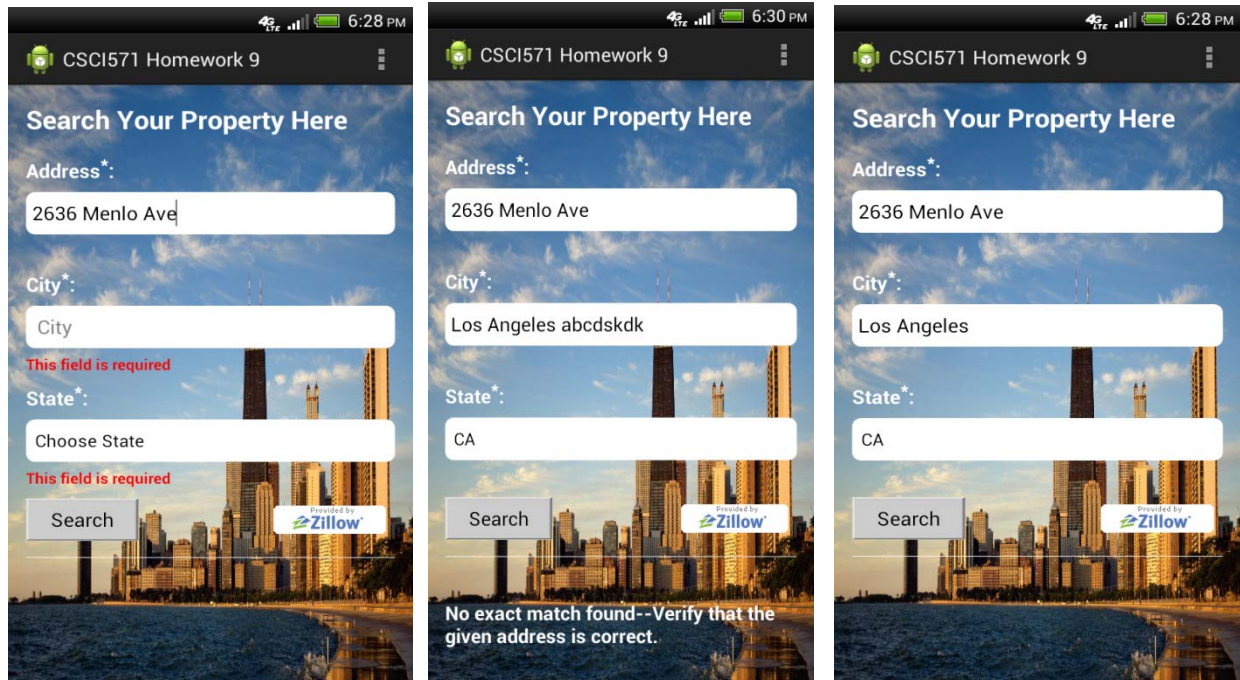 4G LTE 6:28 PM
CSCI571 Homework 9
Search Your Property Here
Address*:
2636 Menlo Ave
City*:
City
This field is required
State*:
Choose State
This field is required
Search
Provided by
Zillow
4G LTE 6:30 PM
CSCI571 Homework 9
Search Your Property Here
Address*:
2636 Menlo Ave
City*:
Los Angeles abcdskdk
State*:
CA
Search
Provided by
Zillow
No exact match found--Verify that the
given address is correct.
4G LTE 6:28 PM
CSCI571 Homework 9
Search Your Property Here
Address*:
2636 Menlo Ave
City*:
Los Angeles
State*:
CA
Search
Provided by
Zillow